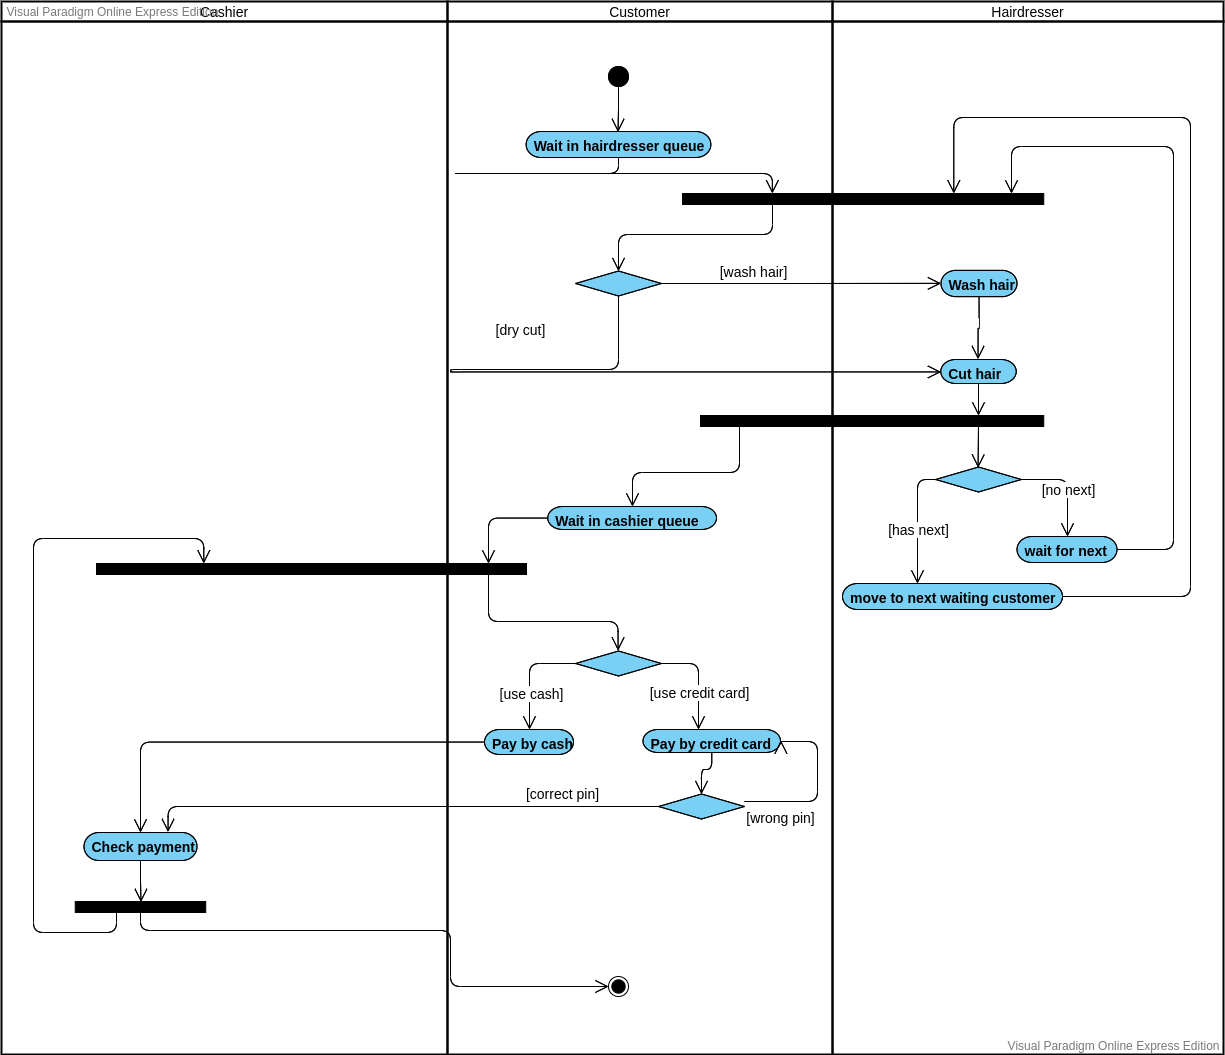 Visual Paradigm Online Express Edition
Cashier
Customer
Hairdresser
Wait in hairdresser queue
[wash hair]
Wash hair
[dry cut]
Cut hair
[no next]
Wait in cashier queue
[has next]
wait for next
move to next waiting customer
[use cash]
[use credit card]
Pay by cash
Pay by credit card
[correct pin]
[wrong pin]
Check payment
Visual Paradigm Online Express Edition